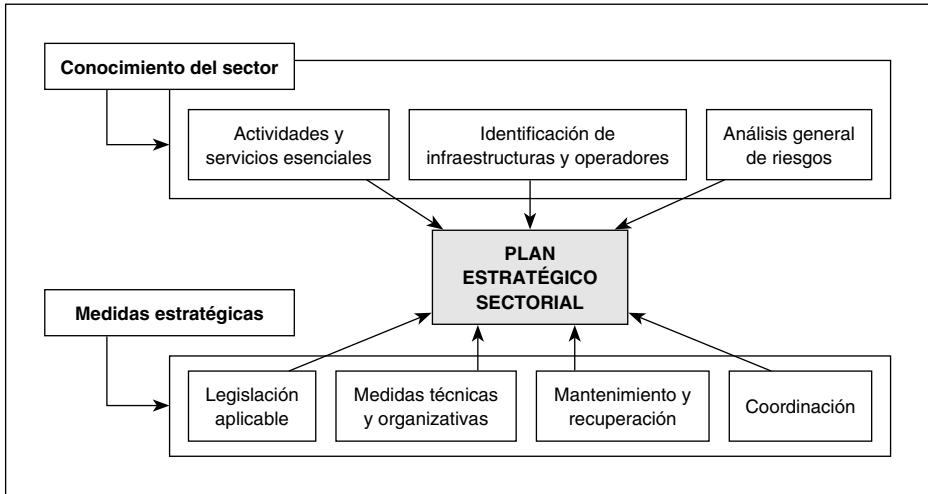 Conocimiento del sector
Actividades y
servicios esenciales
Identificación de
infraestructuras y operadores
Análisis general
de riesgos
PLAN
ESTRATÉGICO
SECTORIAL
Medidas estratégicas
Legislación
aplicable
Medidas técnicas
y organizativas
Mantenimiento y
recuperación
Coordinación